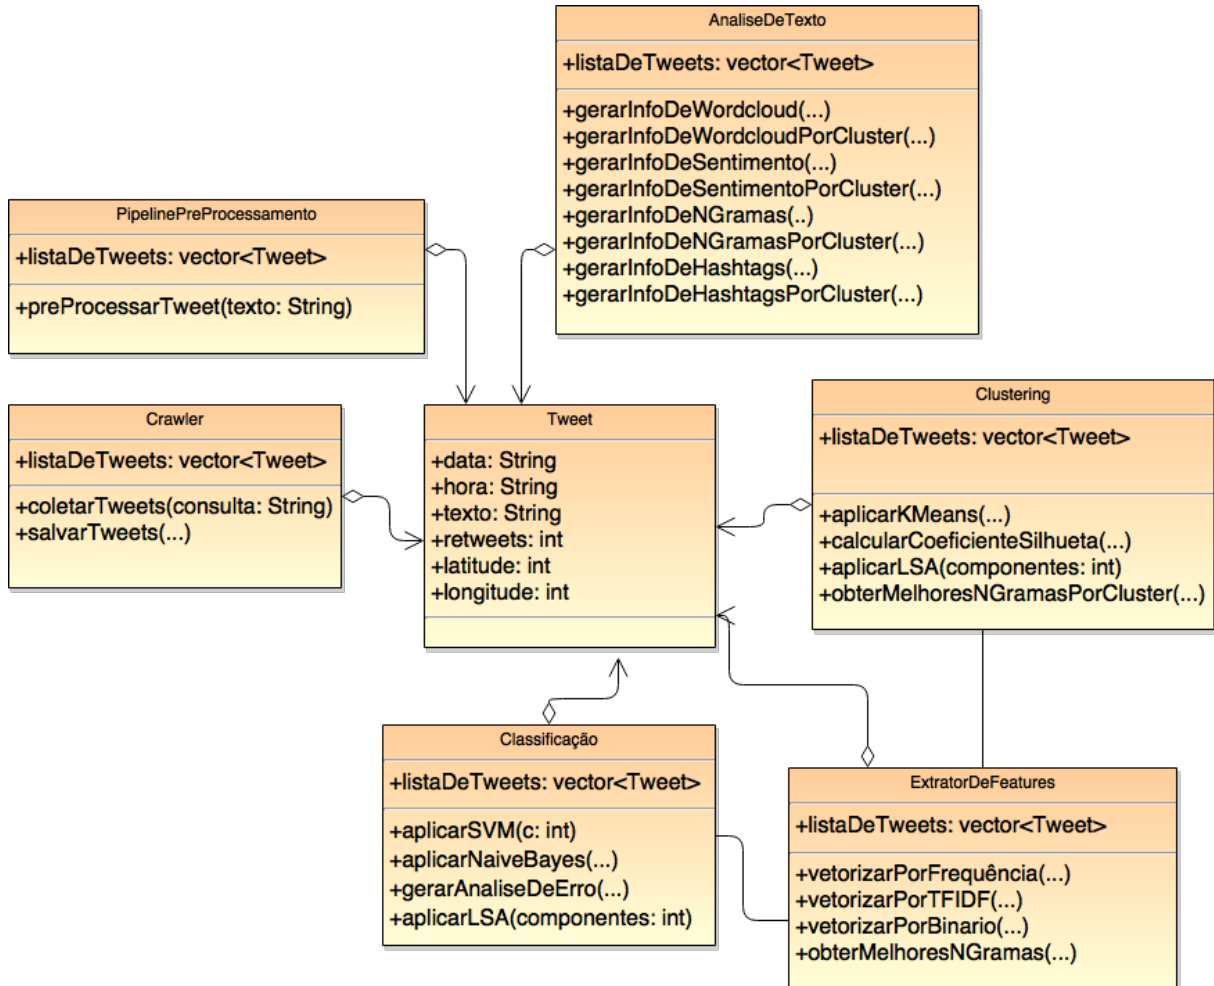 AnaliseDeTexto
+listaDeTweets: vector<Tweet>
+gerarInfoDeWordcloud(...)
+gerarInfoDeWordcloudPorCluster(...)
+gerarInfoDeSentimento(...)
+gerarInfoDeSentimentoPorCluster(...)
+gerarInfoDeNGramas(..)
+gerarInfoDeNGramasPorCluster(...)
+gerarInfoDeHashtags(...)
+gerarInfoDeHashtagsPorCluster(...)
PipelinePreProcessamento
+listaDeTweets: vector<Tweet>
+preProcessarTweet(texto: String)
Crawler
+listaDeTweets: vector<Tweet>
+coletarTweets(consulta: String)
+salvarTweets(...)
Tweet
+data: String
+hora: String
+texto: String
+retweets: int
+latitude: int
+longitude: int
Clustering
+listaDeTweets: vector<Tweet>
+aplicarKMeans(...)
+calcularCoeficienteSilhueta(...)
+aplicarLSA(componentes: int)
+obterMelhoresNGramasPorCluster(...)
Classificação
+listaDeTweets: vector<Tweet>
+aplicarSVM(c: int)
+aplicarNaiveBayes(...)
+gerarAnaliseDeErro(...)
+aplicarLSA(componentes: int)
ExtratorDeFeatures
+listaDeTweets: vector<Tweet>
+vetorizarPorFrequência(...)
+vetorizarPorTFIDF(...)
+vetorizarPorBinario(...)
+obterMelhoresNGramas(...)